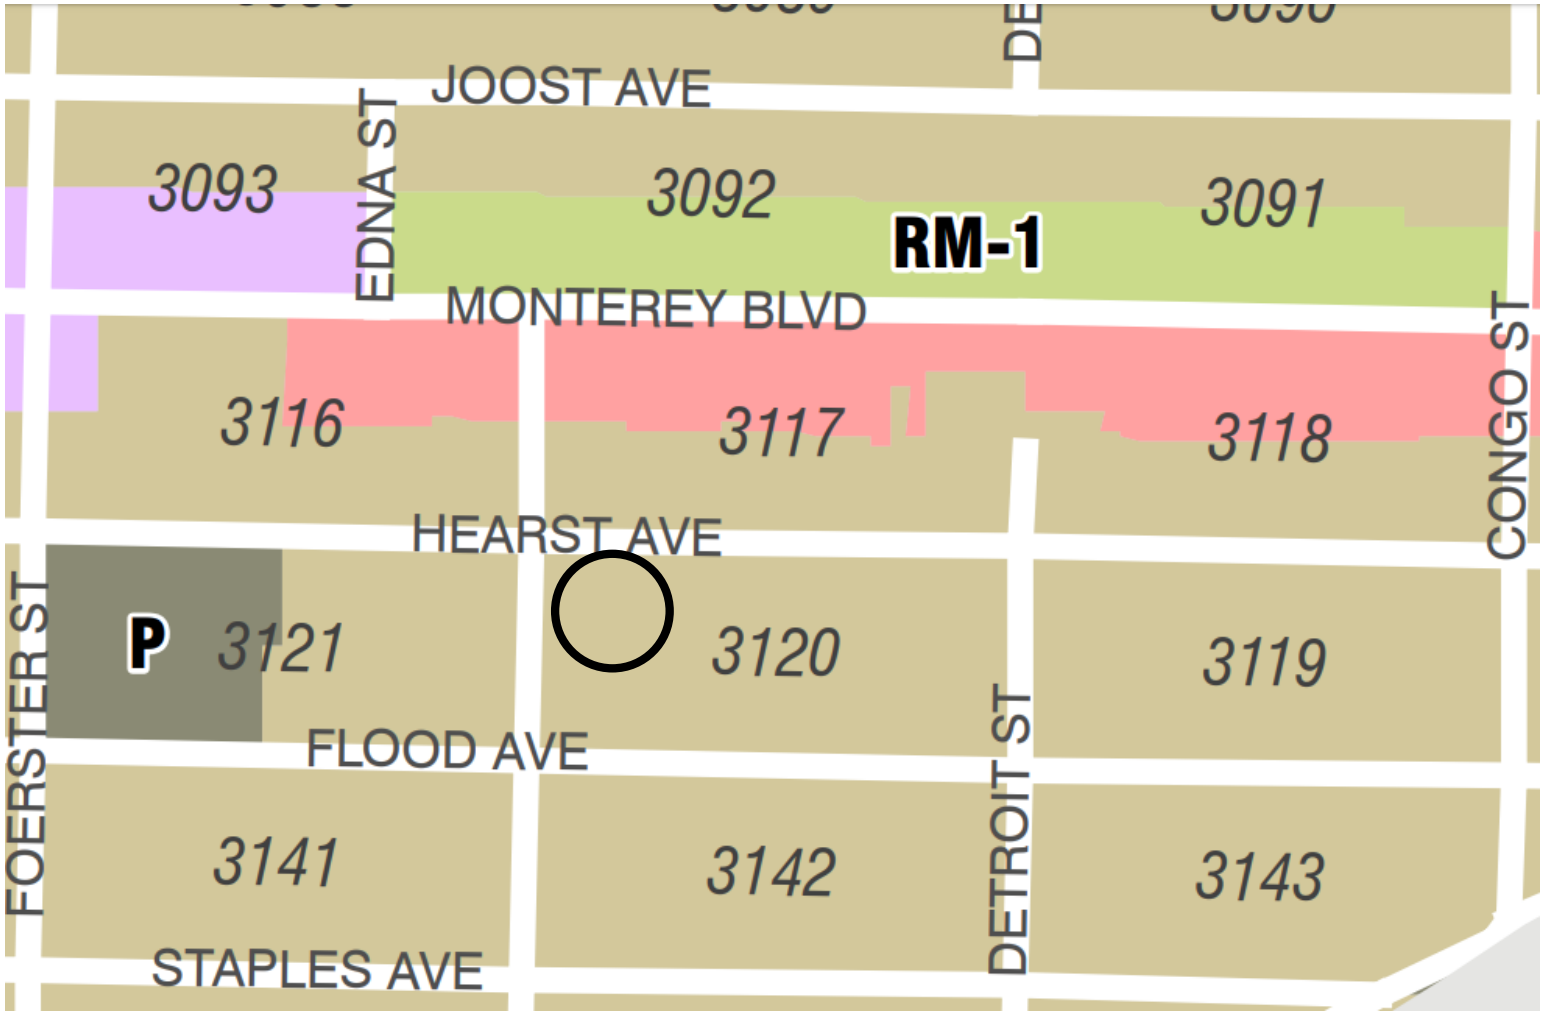 DE
JOOST AVE
EDNA ST
3093
3092
3091
RM-1
MONTEREY BLVD
CONGO ST
3116
3117
3118
HEARST AVE
FOERSTER ST
P
3121
3120
3119
DETROIT ST
FLOOD AVE
3141
3142
3143
STAPLES AVE